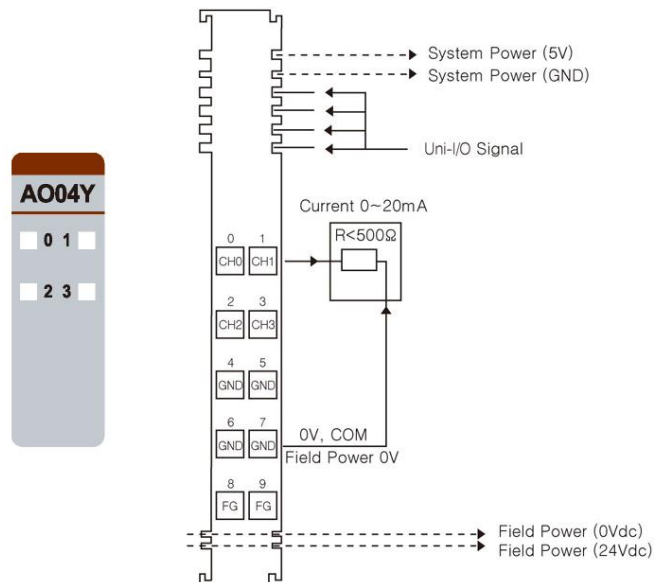 System Power (5V)
System Power (GND)
Uni-I/O Signal
AO04Y
0 1
2 3
Current 0~20mA
R<500Ω
0 1
CH0 CH1
2 3
CH2 CH3
4 5
GND GND
6 7
GND GND
0V, COM
Field Power 0V
8 9
FG FG
Field Power (0Vdc)
Field Power (24Vdc)